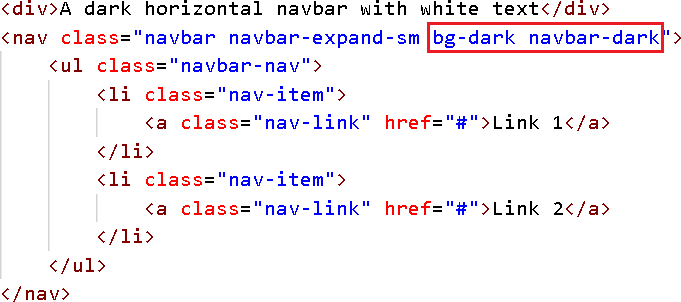 <div>A dark horizontal navbar with white text</div>
<nav class="navbar navbar-expand-sm bg-dark navbar-dark">
    <ul class="navbar-nav">
        <li class="nav-item">
            <a class="nav-link" href="#">Link 1</a>
        </li>
        <li class="nav-item">
            <a class="nav-link" href="#">Link 2</a>
        </li>
    </ul>
</nav>